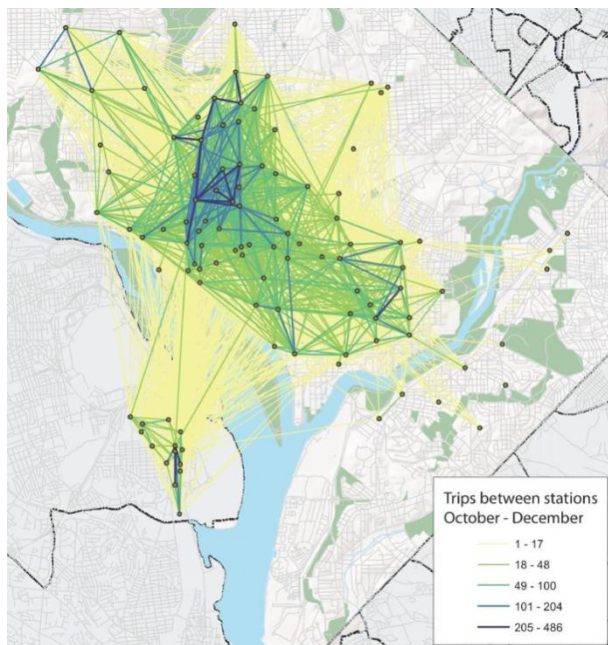 Trips between stations
October - December
1 - 17
18 - 48
49 - 100
101 - 204
205 - 486